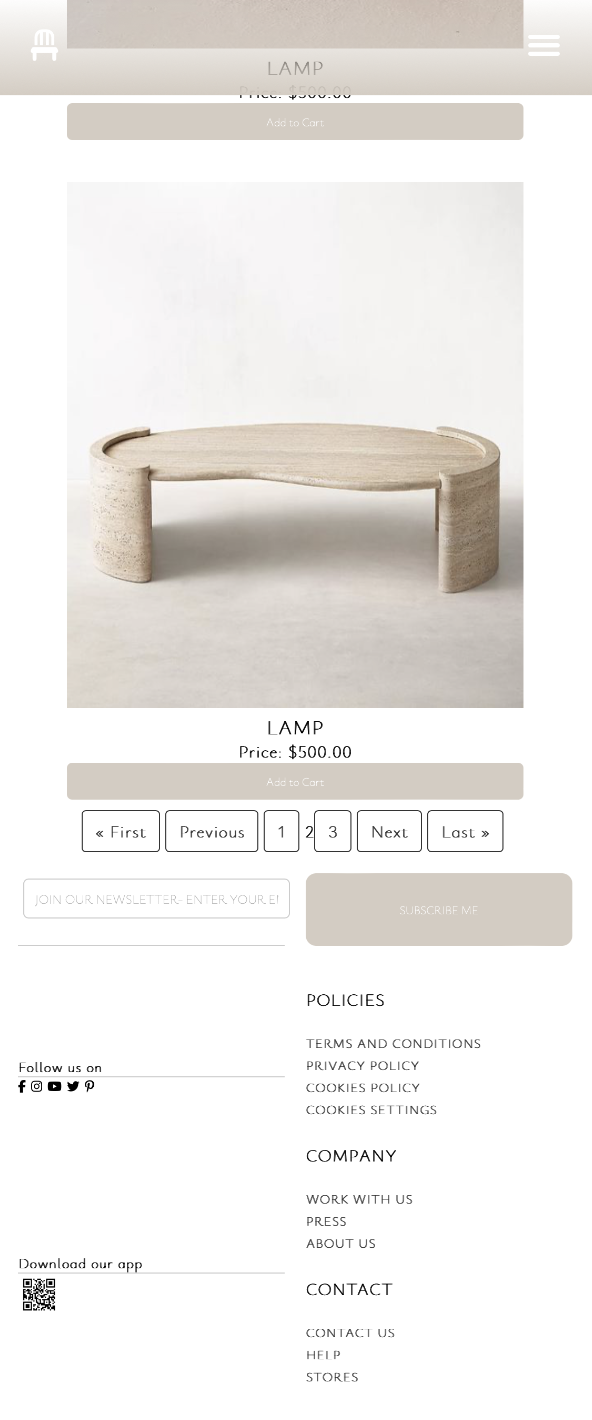 LAMP
Price: $500.00
Add to Cart
LAMP
Price: $500.00
Add to Cart
« First Previous 1 2 3 Next Last »
JOIN OUR NEWSLETTER- ENTER YOUR E
SUBSCRIBE ME
POLICIES
TERMS AND CONDITIONS
PRIVACY POLICY
COOKIES POLICY
COOKIES SETTINGS
Follow us on
COMPANY
WORK WITH US
PRESS
ABOUT US
Download our app
CONTACT
CONTACT US
HELP
STORES